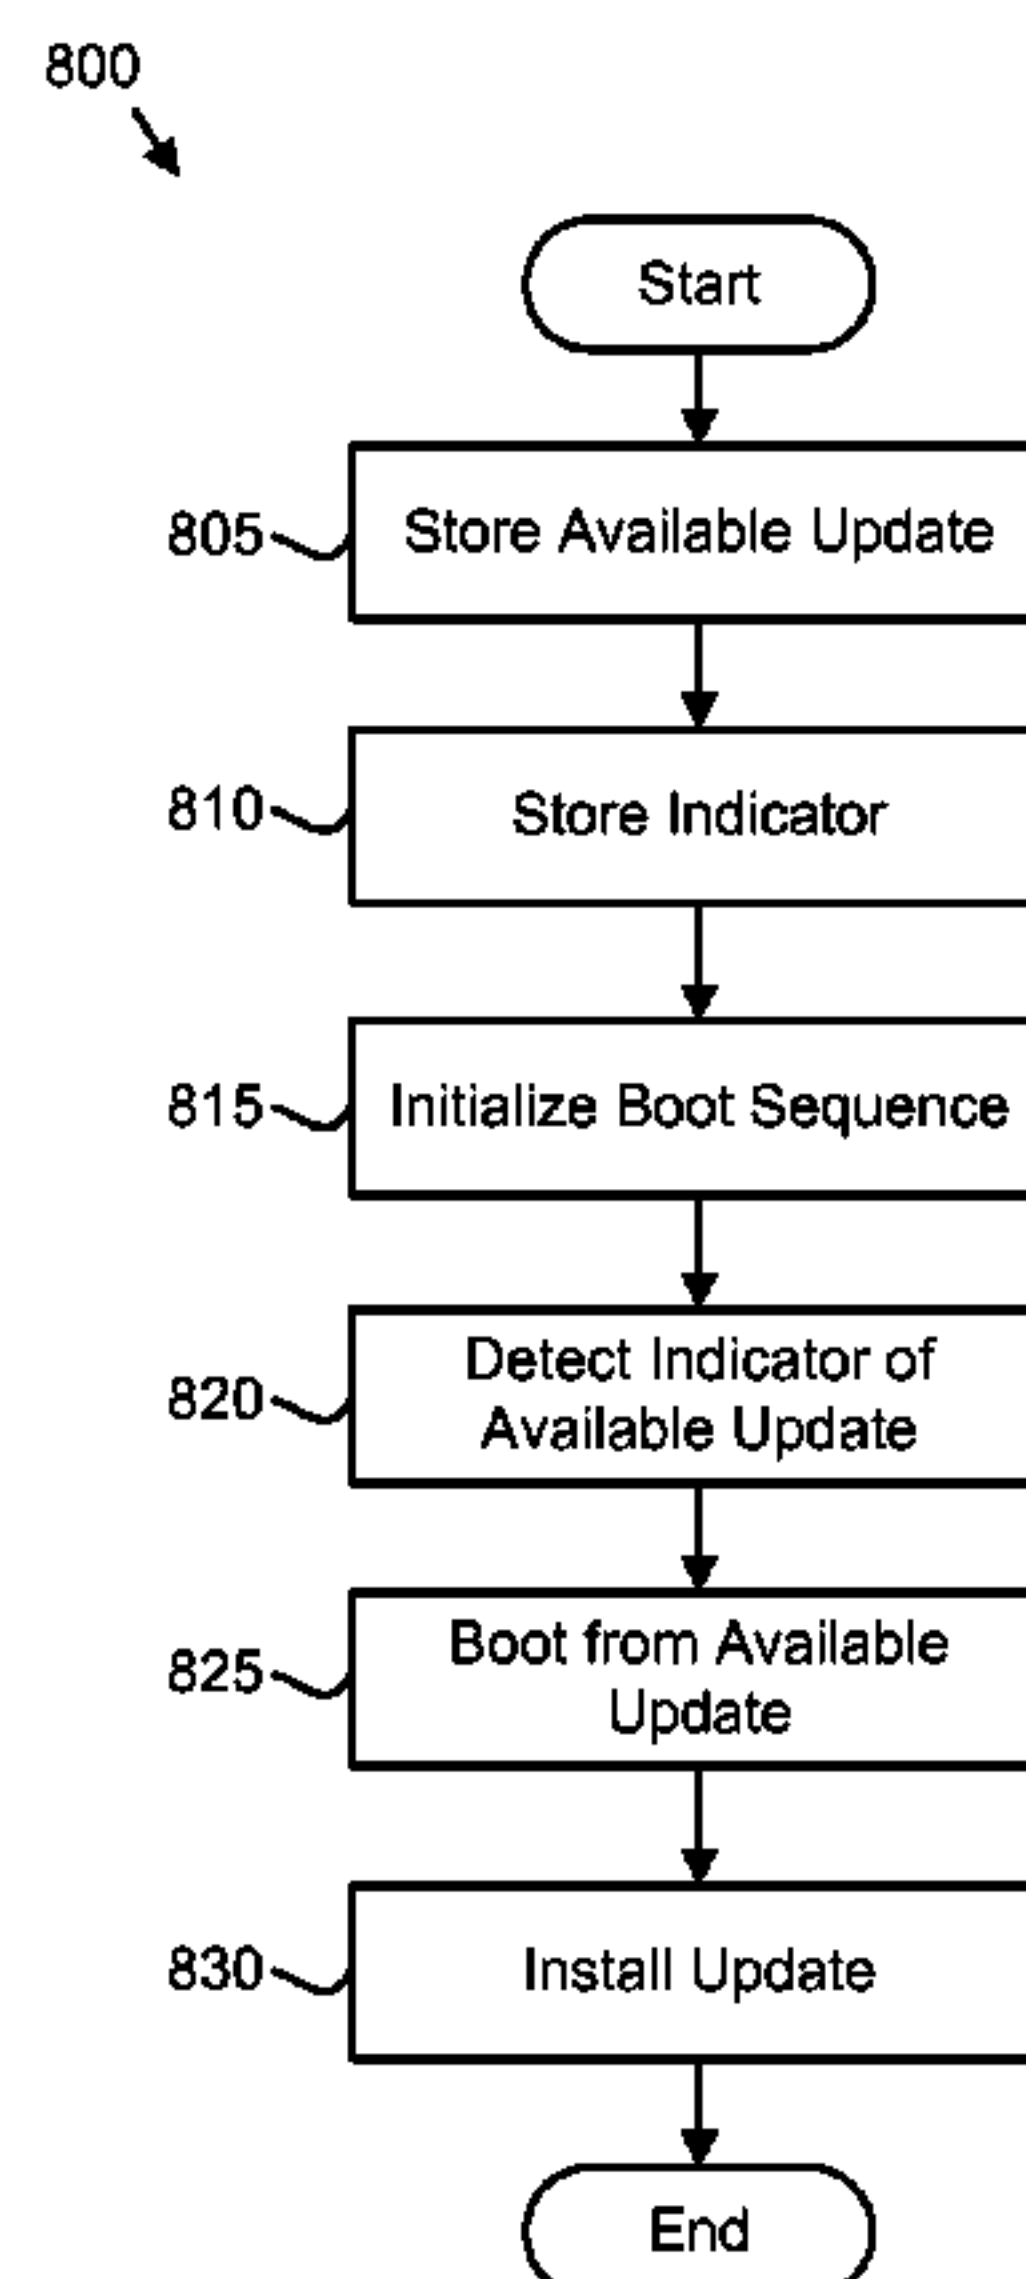 800
Start
805
Store Available Update
810
Store Indicator
815
Initialize Boot Sequence
820
Detect Indicator of
Available Update
825
Boot from Available
Update
830
Install Update
End